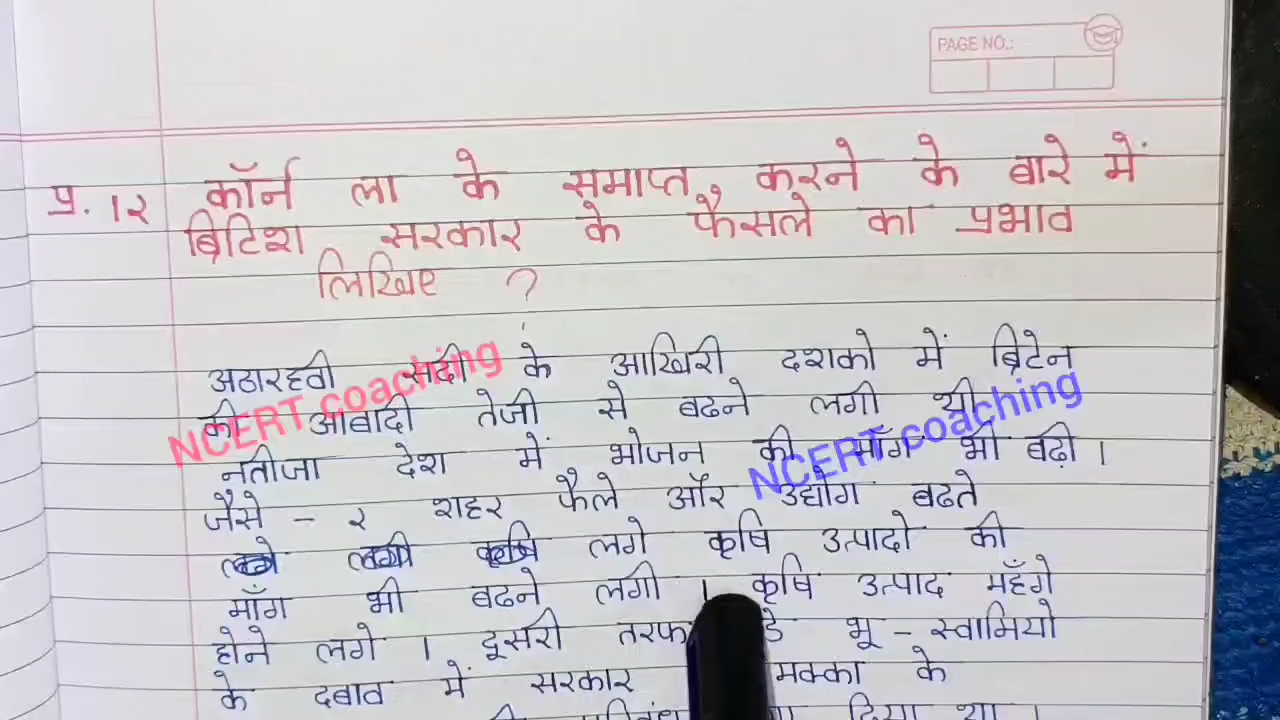 PAGE NO.:
प्र. १२ कॉर्न ला के समाप्त करने के बारे में
ब्रिटिश सरकार के फैसले का प्रभाव
लिखिए ?
अठारहवी सदी के आखिरी दशको में ब्रिटेन
की आबादी तेजी से बढने लगी थी
नतीजा देश में भोजन की माँग भी बढ़ी ।
जैसे - २ शहर फैले और उद्योग बढते
लगे कृषि उत्पादो की
माँग भी बढने लगी । कृषि उत्पाद महँगे
होने लगे । दूसरी तरफ भू - स्वामियो
के दबाव में सरकार मक्का के
दिया था ।
NCERT coaching
NCERT coaching